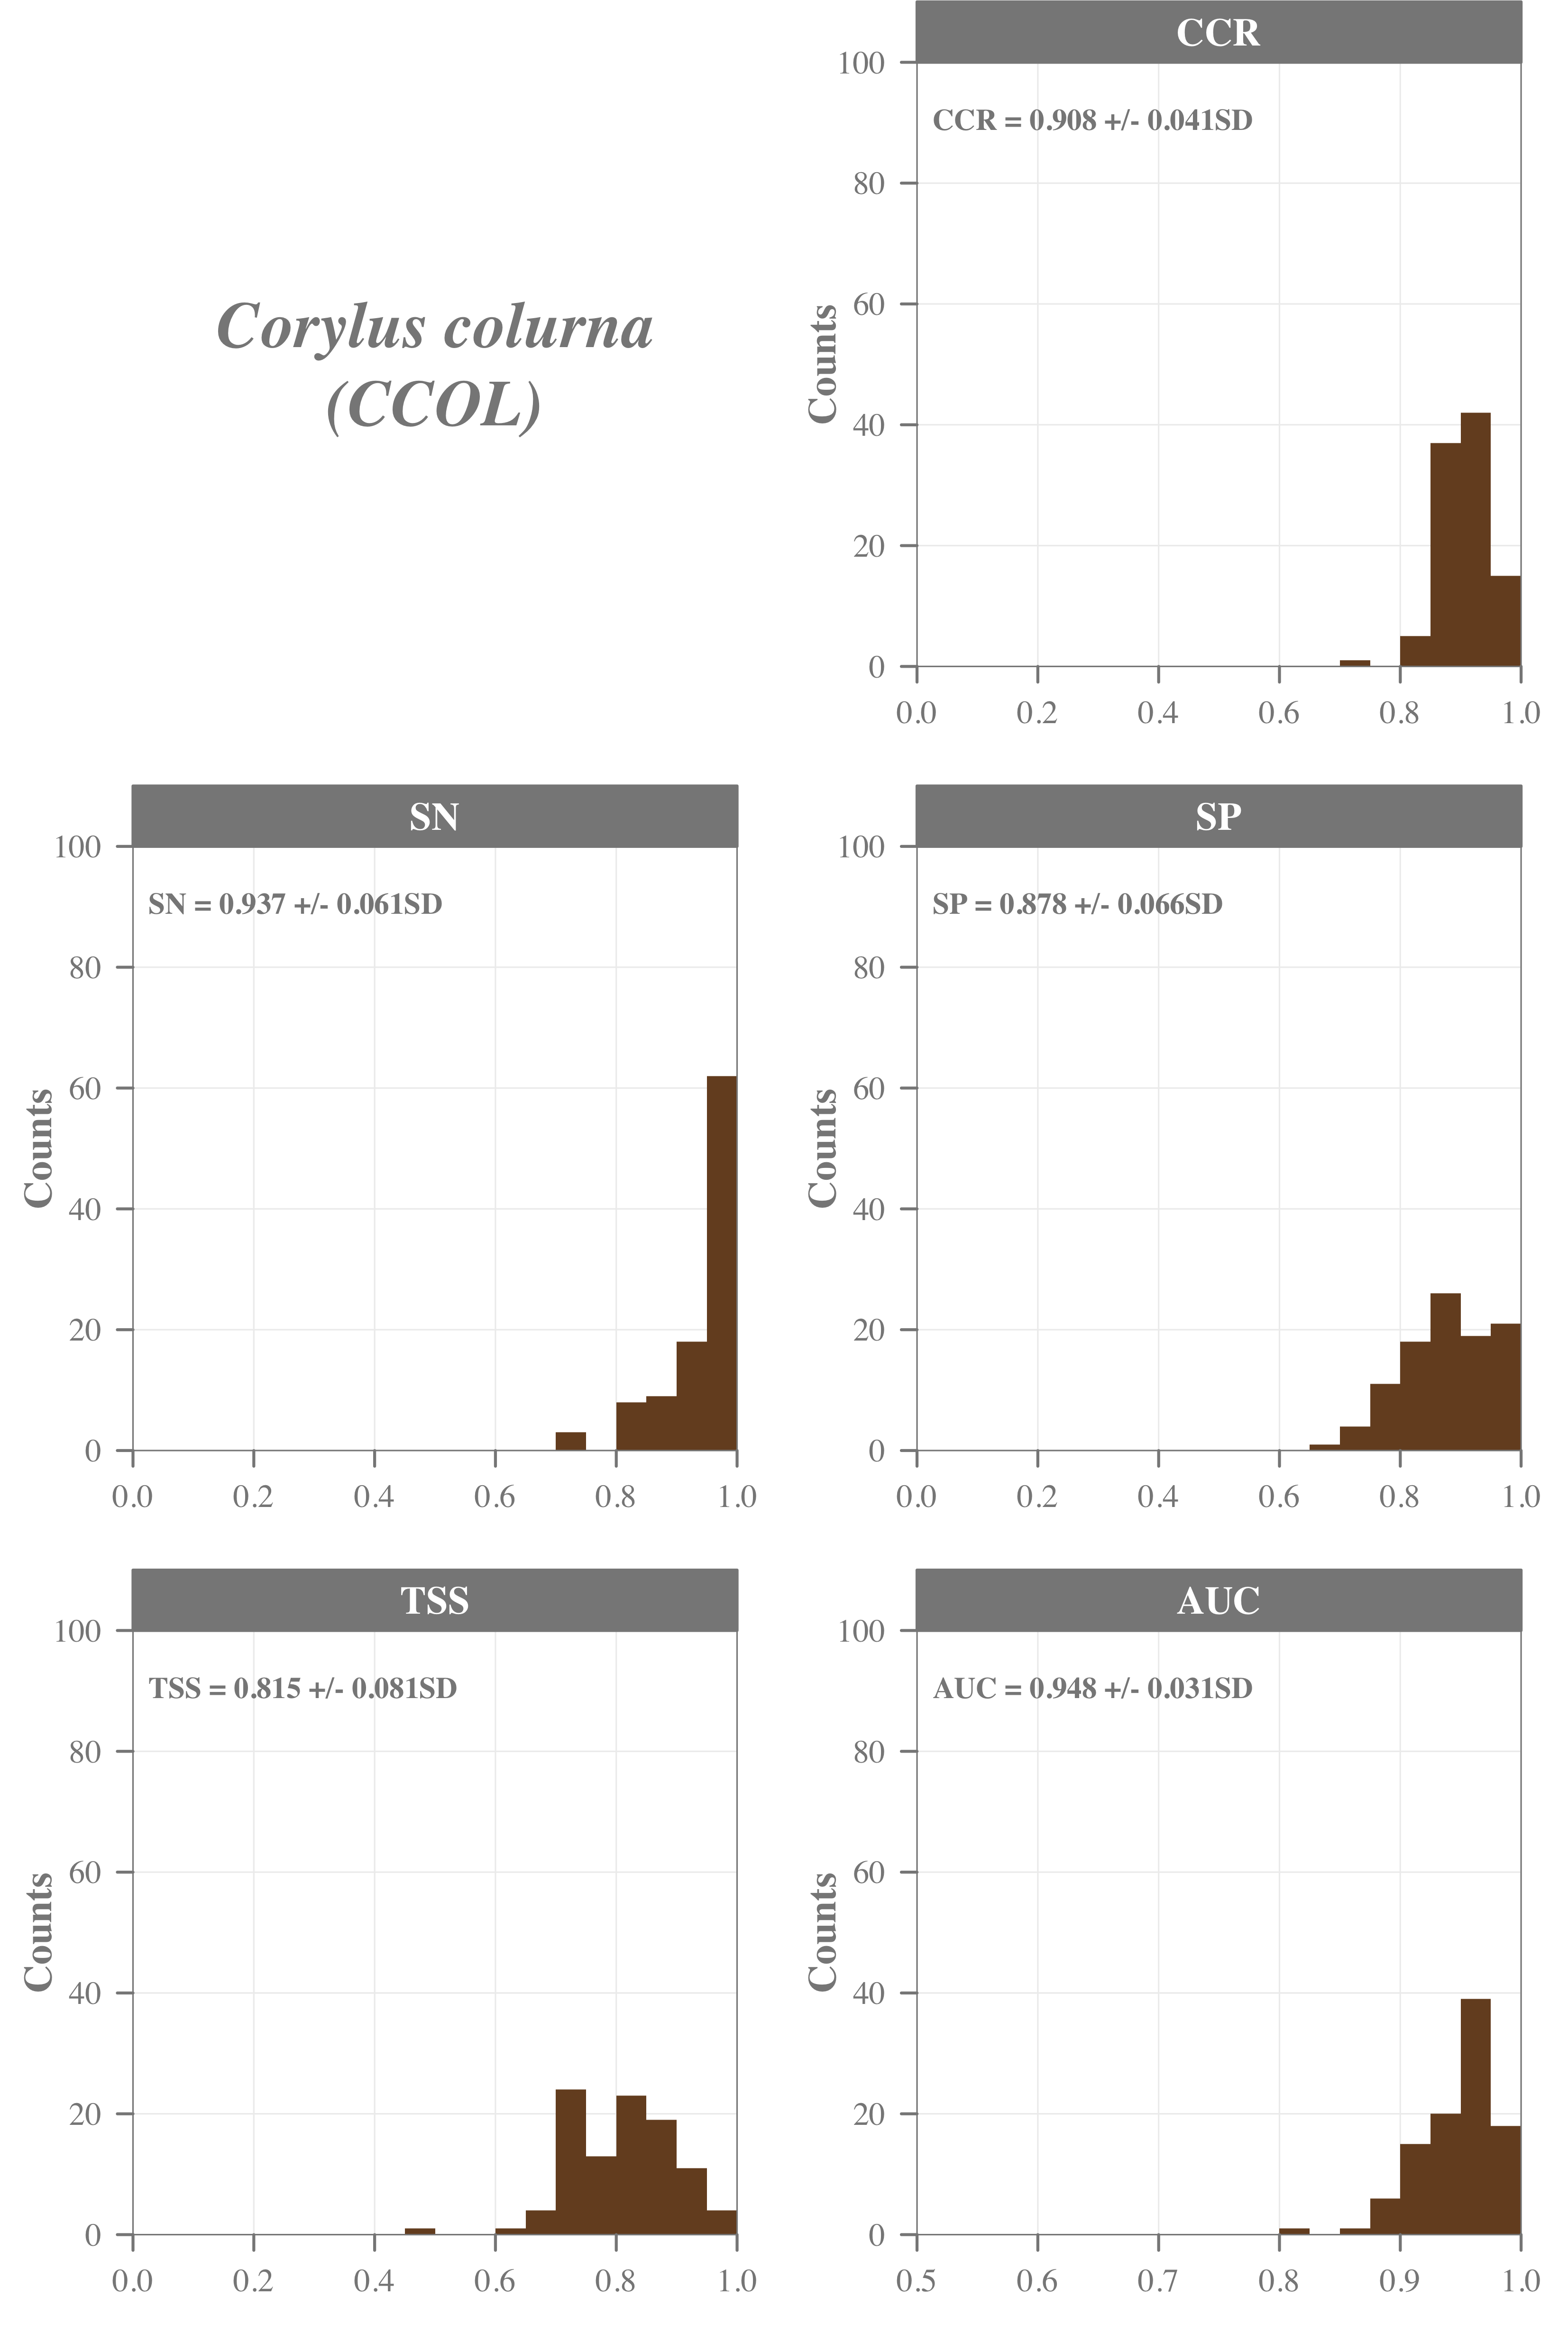 CCR
100
CCR = 0.908 +/- 0.041SD
80
60
Counts
40
20
0
0.0 0.2 0.4 0.6 0.8 1.0
Corylus colurna
(CCOL)
SN
100
SN = 0.937 +/- 0.061SD
80
60
Counts
40
20
0
0.0 0.2 0.4 0.6 0.8 1.0
SP
100
SP = 0.878 +/- 0.066SD
80
60
Counts
40
20
0
0.0 0.2 0.4 0.6 0.8 1.0
TSS
100
TSS = 0.815 +/- 0.081SD
80
60
Counts
40
20
0
0.0 0.2 0.4 0.6 0.8 1.0
AUC
100
AUC = 0.948 +/- 0.031SD
80
60
Counts
40
20
0
0.5 0.6 0.7 0.8 0.9 1.0